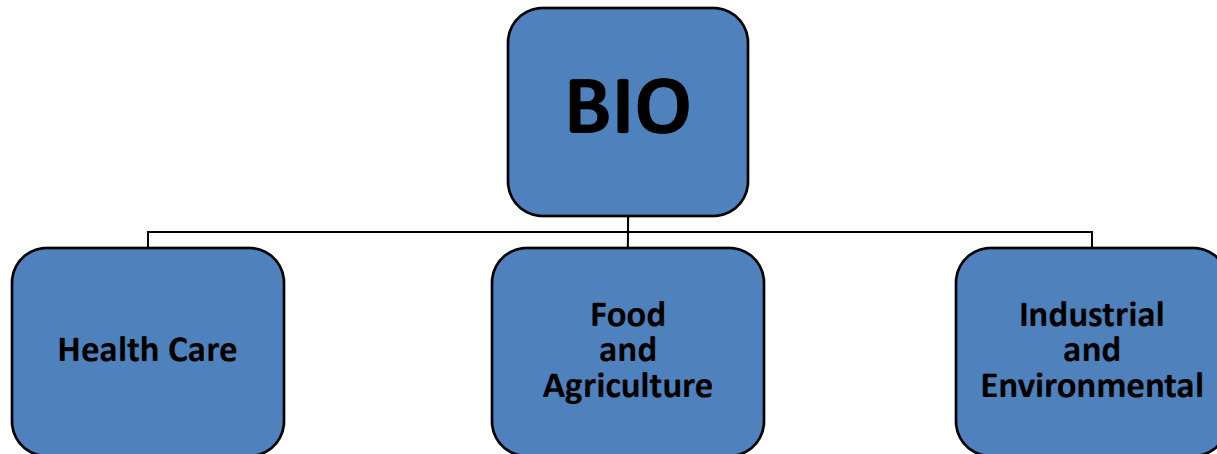 BIO
Health Care
Food
and
Agriculture
Industrial
and
Environmental